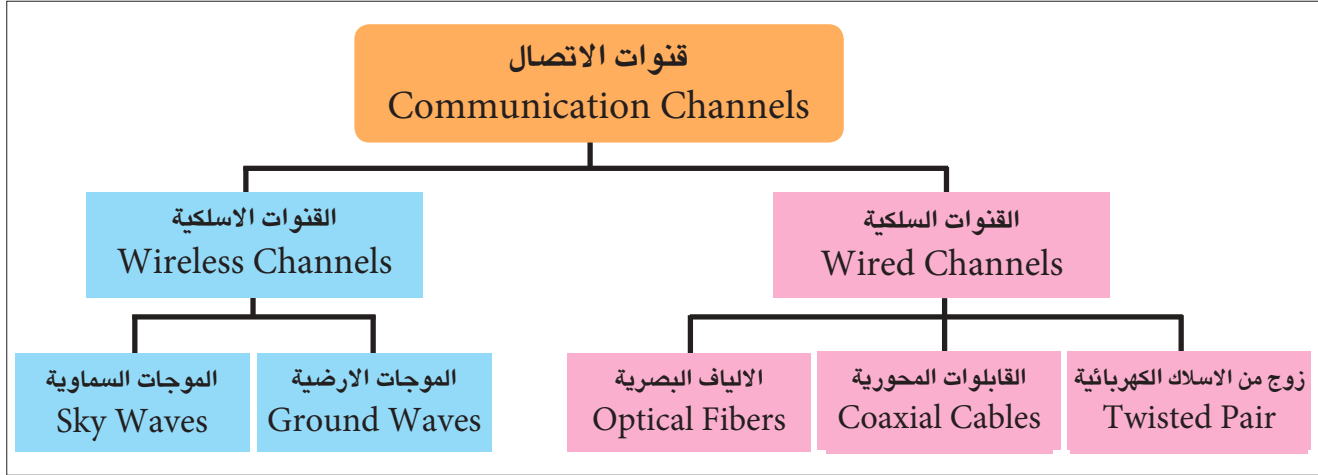 قنوات الاتصال
Communication Channels
القنوات السلكية
Wired Channels
القنوات الاسلكية
Wireless Channels
زوج من الاسلاك الكهربائية
Twisted Pair
القابلوات المحورية
Coaxial Cables
الالياف البصرية
Optical Fibers
الموجات الارضية
Ground Waves
الموجات السماوية
Sky Waves